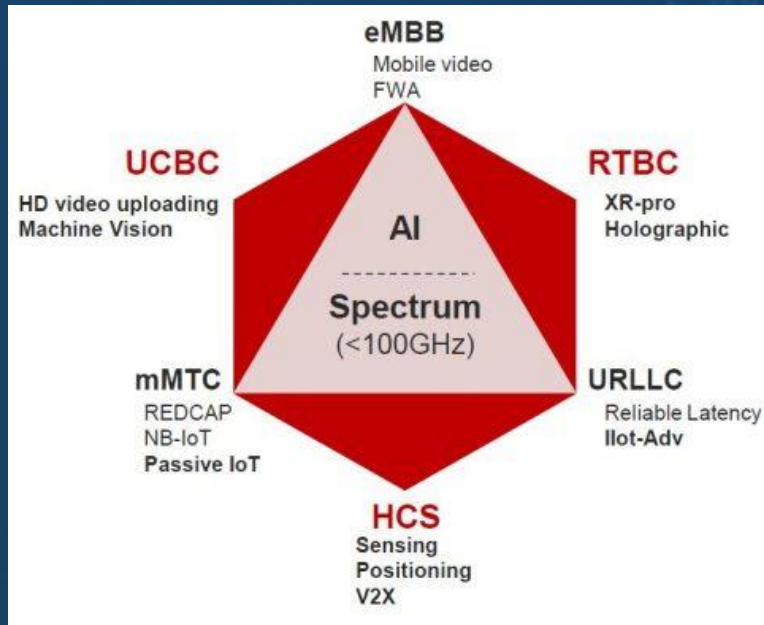 eMBB
Mobile video
FWA
UCBC
HD video uploading
Machine Vision
RTBC
XR-pro
Holographic
AI
Spectrum
(<100GHz)
mMTC
REDCAP
NB-IoT
Passive IoT
URLLC
Reliable Latency
IIot-Adv
HCS
Sensing
Positioning
V2X